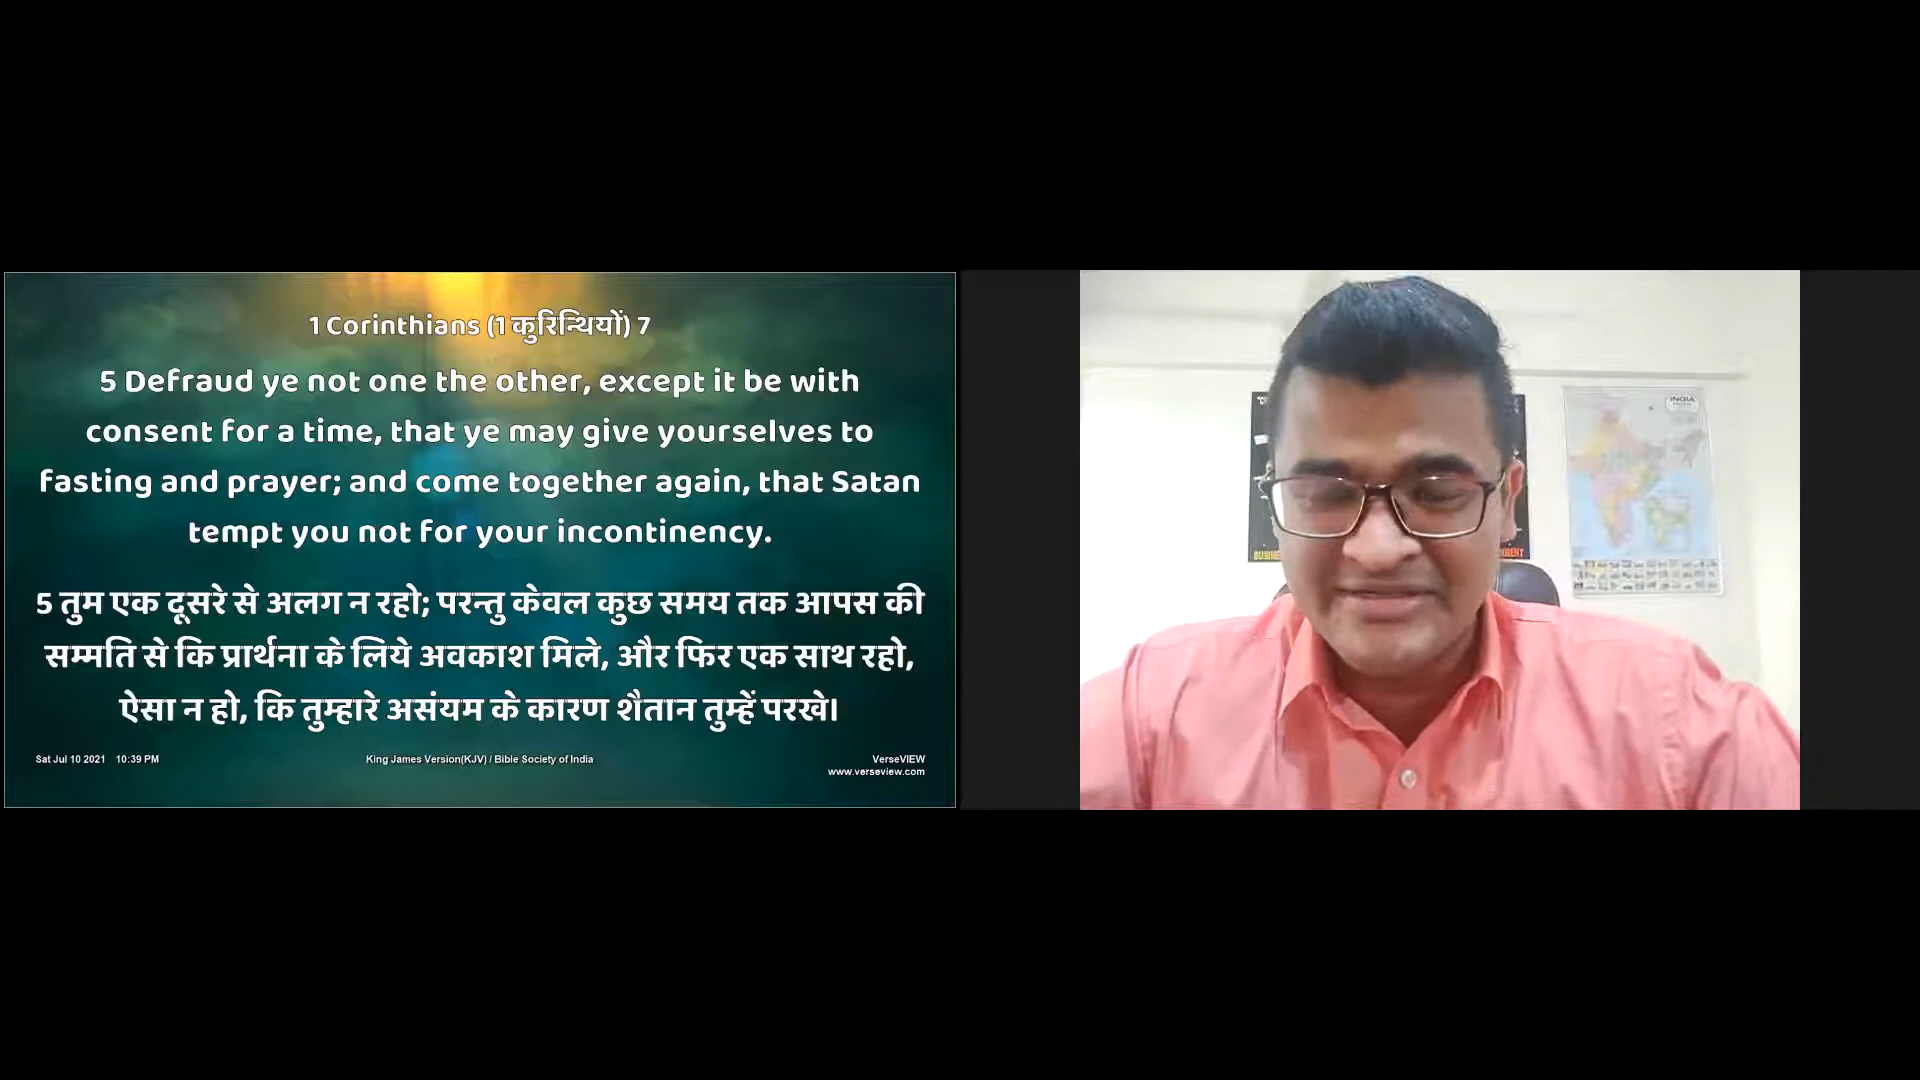 1 Corinthians (1 कुरिन्थियों) 7
5 Defraud ye not one the other, except it be with
consent for a time, that ye may give yourselves to
fasting and prayer; and come together again, that Satan
tempt you not for your incontinency.
5 तुम एक दूसरे से अलग न रहो; परन्तु केवल कुछ समय तक आपस की
सम्मति से कि प्रार्थना के लिये अवकाश मिले, और फिर एक साथ रहो,
ऐसा न हो, कि तुम्हारे असंयम के कारण शैतान तुम्हें परखे।
Sat Jul 10 2021 10:39 PM
King James Version(KJV) / Bible Society of India
VerseVIEW
www.verseview.com
INDIA